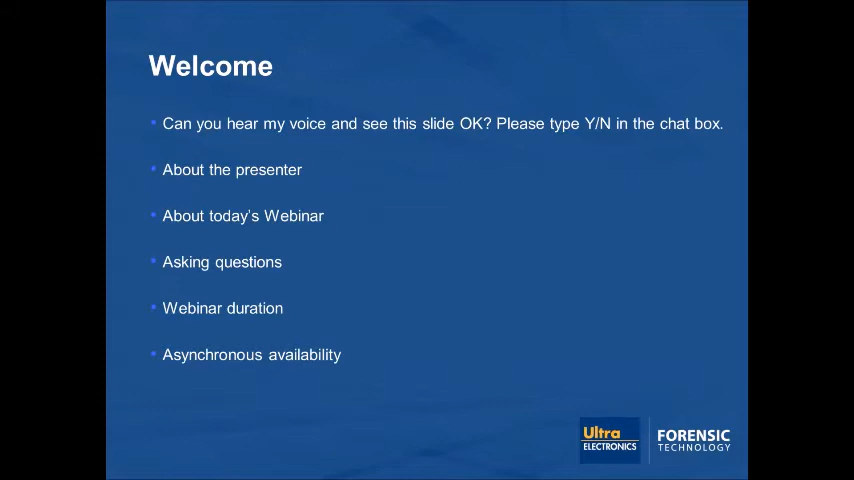 Welcome
• Can you hear my voice and see this slide OK? Please type Y/N in the chat box.
• About the presenter
• About today's Webinar
• Asking questions
• Webinar duration
• Asynchronous availability
Ultra
ELECTRONICS
FORENSIC
TECHNOLOGY